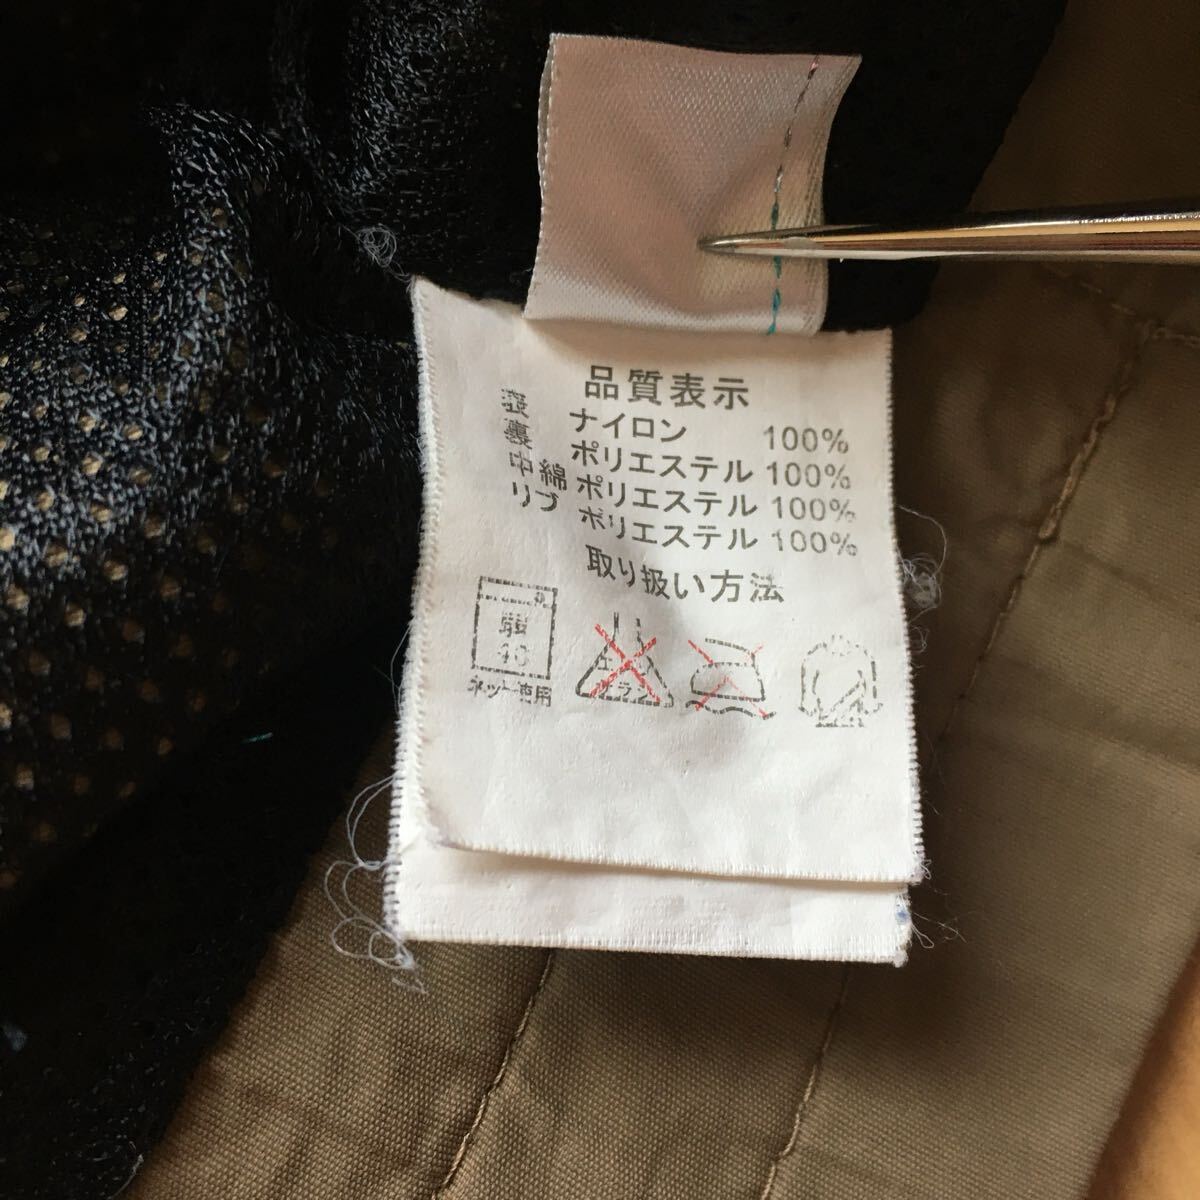 品質表示
表 ナイロン 100%
裏 ポリエステル 100%
中綿 ポリエステル 100%
リブ ポリエステル 100%
取り扱い方法
弱
40
エンソ
サラシ
ネット使用